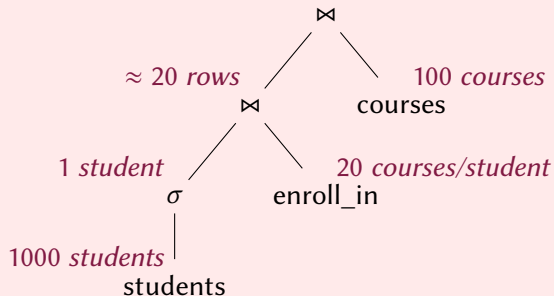 ⋈
≈ 20 rows
100 courses
⋈
courses
1 student
20 courses/student
σ
enroll_in
1000 students
students